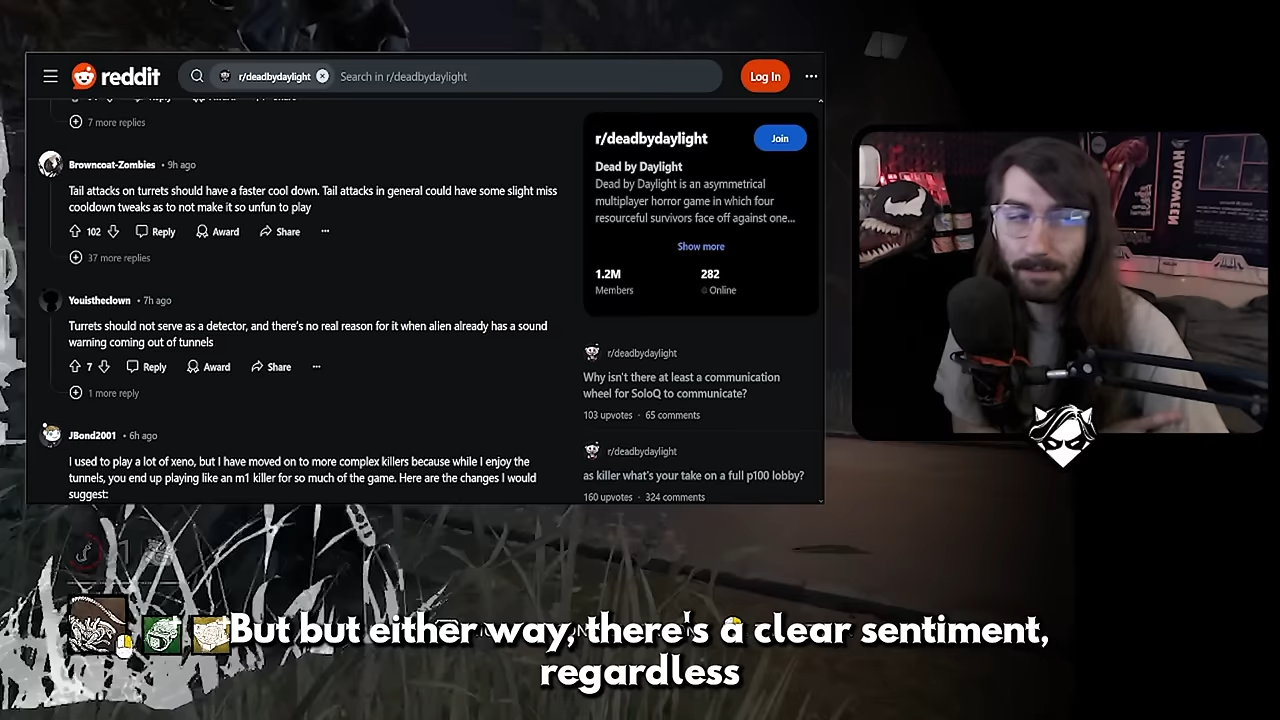 reddit
r/deadbydaylight
Search in r/deadbydaylight
Log In
7 more replies
Browncoat-Zombies • 9h ago
Tail attacks on turrets should have a faster cool down. Tail attacks in general could have some slight miss
cooldown tweaks as to not make it so unfun to play
102 Reply Award Share
37 more replies
Youistheclown • 7h ago
Turrets should not serve as a detector, and there's no real reason for it when alien already has a sound
warning coming out of tunnels
7 Reply Award Share
1 more reply
JBond2001 • 6h ago
I used to play a lot of xeno, but I have moved on to more complex killers because while I enjoy the
tunnels, you end up playing like an m1 killer for so much of the game. Here are the changes I would
suggest:
r/deadbydaylight
Join
Dead by Daylight
Dead by Daylight is an asymmetrical
multiplayer horror game in which four
resourceful survivors face off against one...
Show more
1.2M 282
Members Online
r/deadbydaylight
Why isn't there at least a communication
wheel for SoloQ to communicate?
103 upvotes · 65 comments
r/deadbydaylight
as killer what's your take on a full p100 lobby?
160 upvotes · 324 comments
HALLOWEEN
But but either way, there's a clear sentiment,
regardless